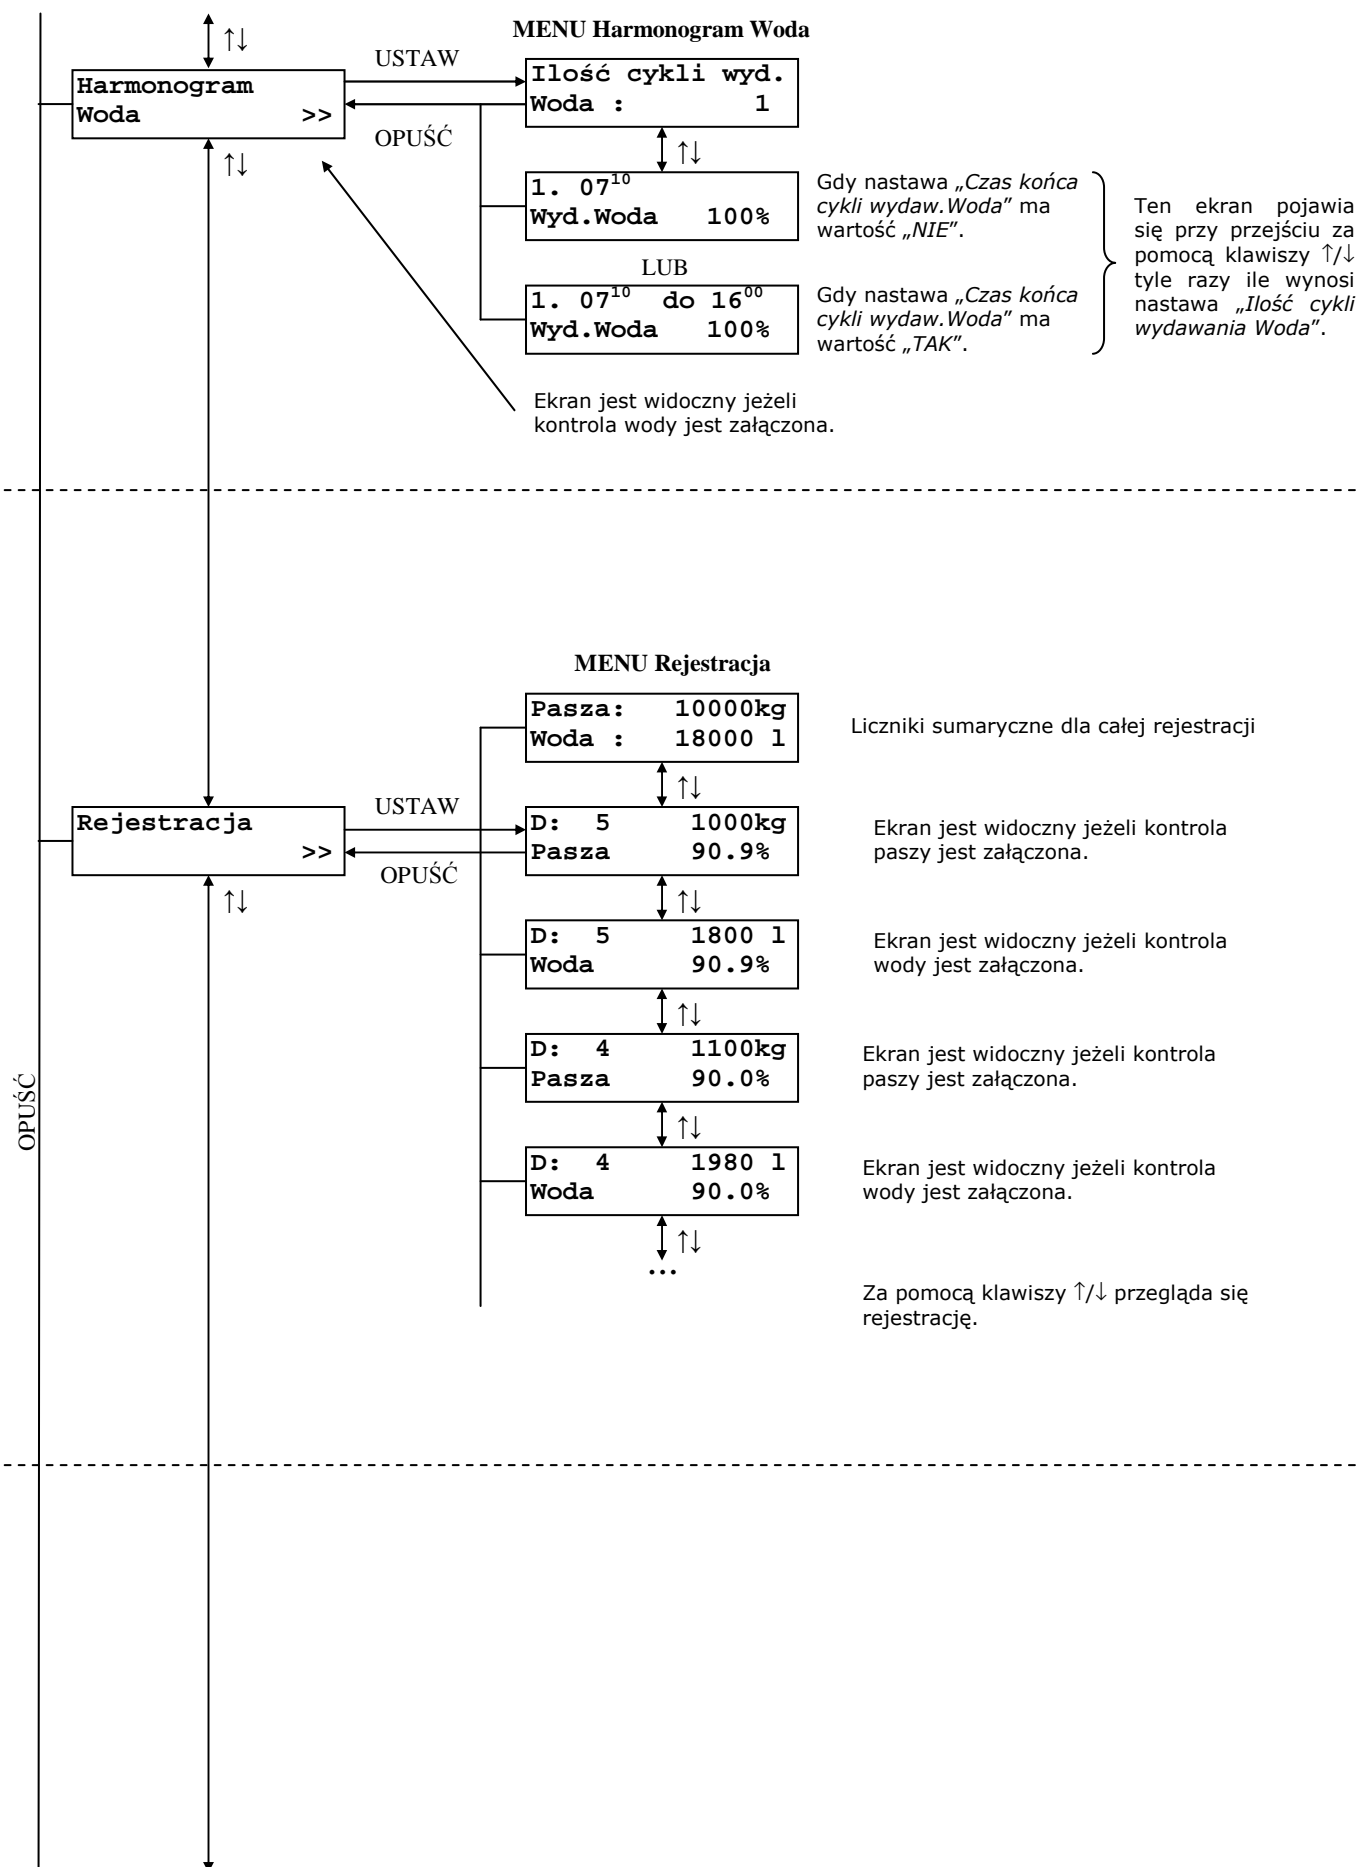 MENU Harmonogram Woda
↑↓
USTAW
Harmonogram
Woda >>
Ilość cykli wyd.
Woda : 1
OPUŚĆ
↑↓
↑↓
1. 07¹⁰
Wyd.Woda 100%
Gdy nastawa „Czas końca
cykli wydaw.Woda” ma
wartość „NIE”.
LUB
1. 07¹⁰ do 16⁰⁰
Wyd.Woda 100%
Gdy nastawa „Czas końca
cykli wydaw.Woda” ma
wartość „TAK”.
Ten ekran pojawia
się przy przejściu za
pomocą klawiszy ↑/↓
tyle razy ile wynosi
nastawa „Ilość cykli
wydawania Woda”.
Ekran jest widoczny jeżeli
kontrola wody jest załączona.
MENU Rejestracja
Pasza: 10000kg
Woda : 18000 l
Liczniki sumaryczne dla całej rejestracji
↑↓
Rejestracja
>>
USTAW
OPUŚĆ
↑↓
D: 5 1000kg
Pasza 90.9%
Ekran jest widoczny jeżeli kontrola
paszy jest załączona.
↑↓
D: 5 1800 l
Woda 90.9%
Ekran jest widoczny jeżeli kontrola
wody jest załączona.
↑↓
D: 4 1100kg
Pasza 90.0%
Ekran jest widoczny jeżeli kontrola
paszy jest załączona.
OPUŚĆ
↑↓
D: 4 1980 l
Woda 90.0%
Ekran jest widoczny jeżeli kontrola
wody jest załączona.
↑↓
...
Za pomocą klawiszy ↑/↓ przegląda się
rejestrację.